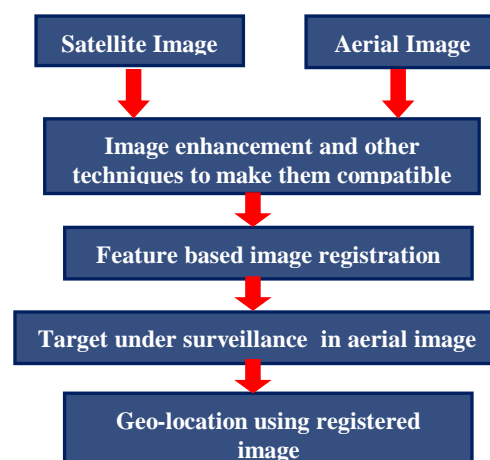 Satellite Image
Aerial Image
Image enhancement and other
techniques to make them compatible
Feature based image registration
Target under surveillance in aerial image
Geo-location using registered
image